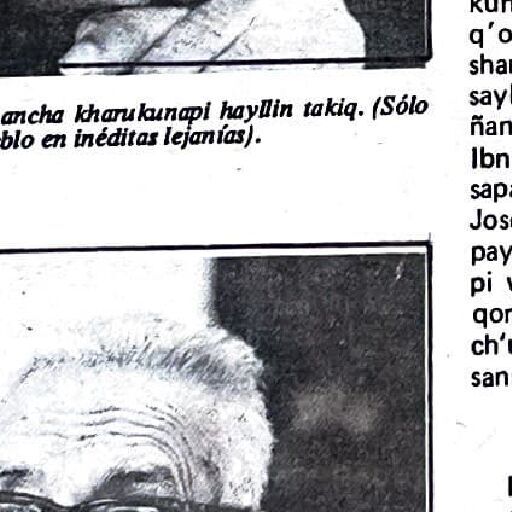 ancha kharukunapi hayllin takiq. (Sólo
blo en inéditas lejanías).
kun
q'o
shar
sayl
ñan
Ibn
sapa
Jose
pay
pi
qor
ch'u
san